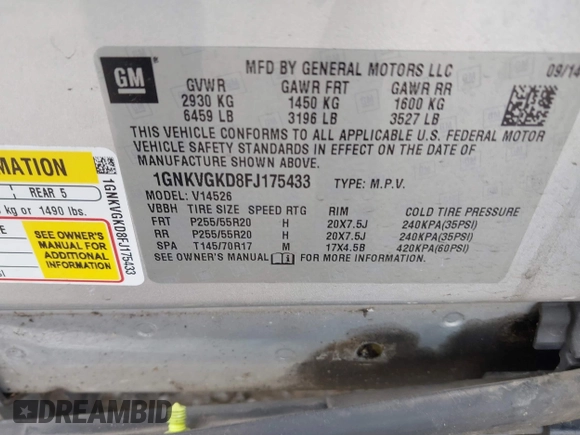 GM
MFD BY GENERAL MOTORS LLC 09/14
GVWR GAWR FRT GAWR RR
2930 KG 1450 KG 1600 KG
6459 LB 3196 LB 3527 LB
THIS VEHICLE CONFORMS TO ALL APPLICABLE U.S. FEDERAL MOTOR
VEHICLE SAFETY STANDARDS IN EFFECT ON THE DATE OF
MANUFACTURE SHOWN ABOVE.
1GNKVGKD8FJ175433 TYPE: M.P.V.
MODEL: V14526
VBBH TIRE SIZE SPEED RTG RIM COLD TIRE PRESSURE
FRT P255/55R20 H 20X7.5J 240KPA(35PSI)
RR P255/55R20 H 20X7.5J 240KPA(35PSI)
SPA T145/70R17 M 17X4.5B 420KPA(60PSI)
SEE OWNER'S MANUAL FOR MORE INFORMATION.
REAR 5
kg or 1490 lbs.
SEE OWNER'S
MANUAL FOR
ADDITIONAL
INFORMATION
1GNKVGKD8FJ175433
DREAMBID